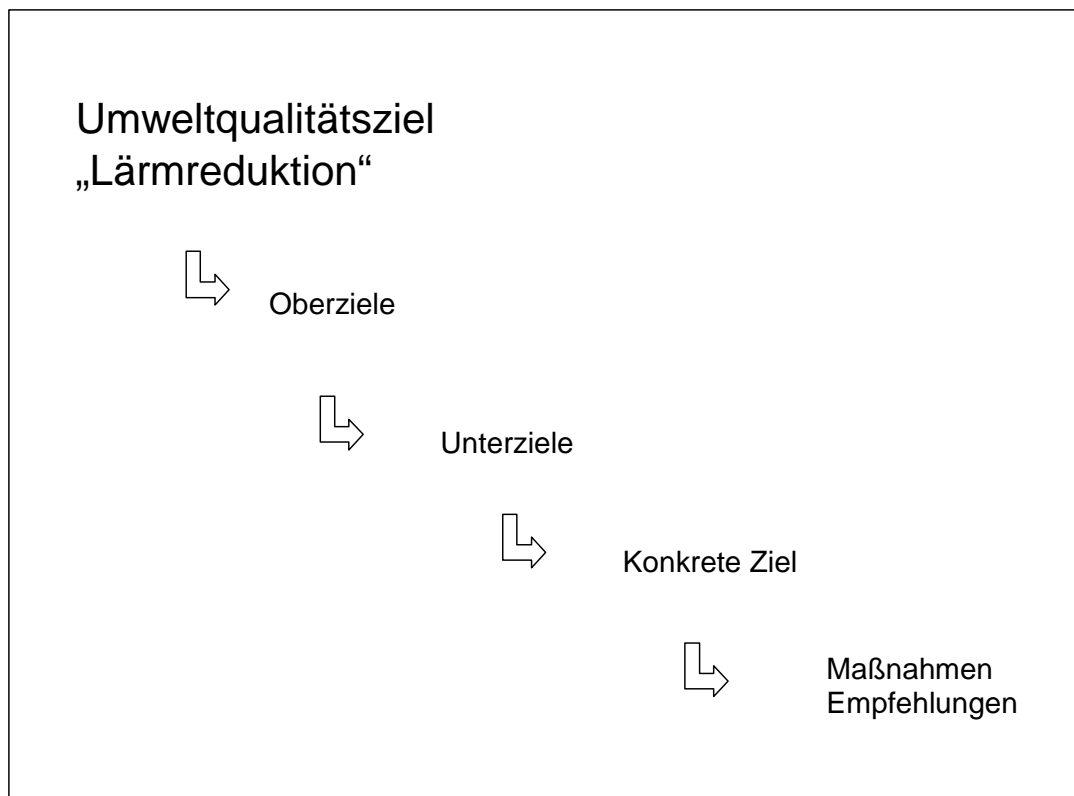 Umweltqualitätsziel
„Lärmreduktion“
Oberziele
Unterziele
Konkrete Ziel
Maßnahmen
Empfehlungen